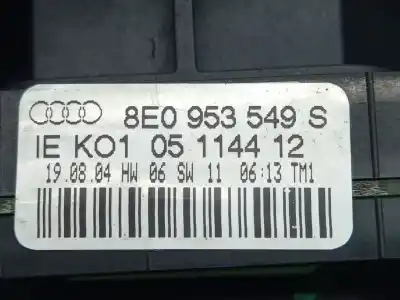 8E0 953 549 S
IE KO1 05 1144 12
19.08.04 HW 06 SW 11 06:13 TM1